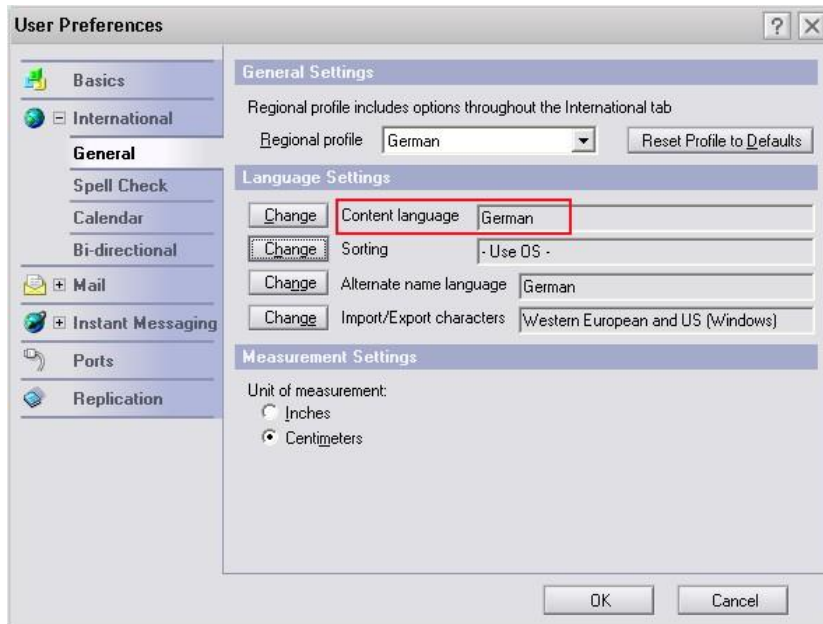 User Preferences
Basics
International
General
Spell Check
Calendar
Bi-directional
Mail
Instant Messaging
Ports
Replication
General Settings
Regional profile includes options throughout the International tab
Regional profile German Reset Profile to Defaults
Language Settings
Change Content language German
Change Sorting - Use OS -
Change Alternate name language German
Change Import/Export characters Western European and US (Windows)
Measurement Settings
Unit of measurement:
Inches
Centimeters
OK Cancel